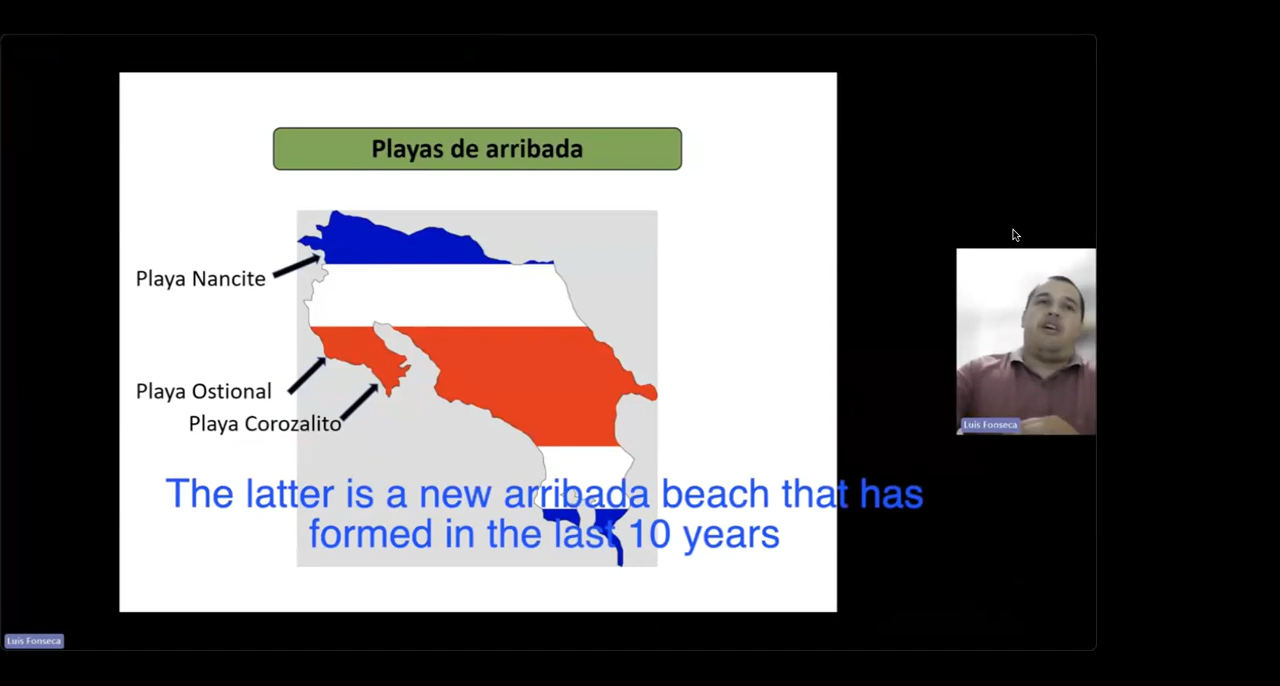 Playas de arribada
Playa Nancite
Playa Ostional
Playa Corozalito
The latter is a new arribada beach that has
formed in the last 10 years
Luis Fonseca
Luis Fonseca